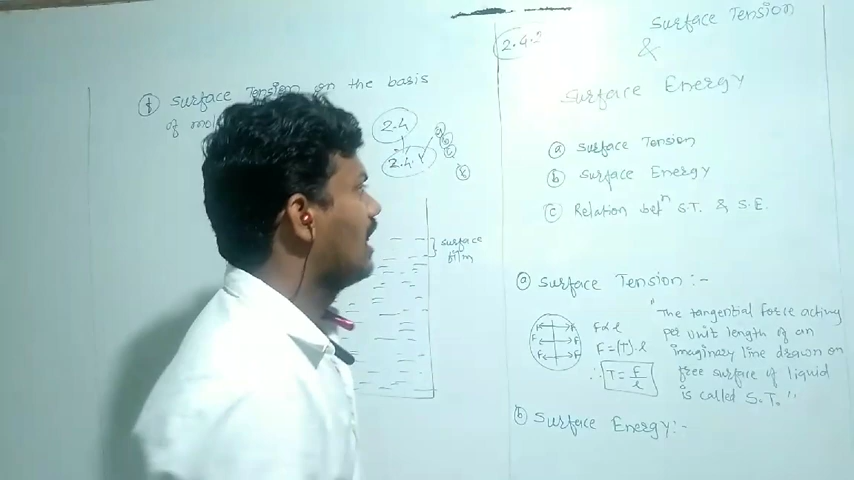 surface Tension on the basis
of
2.4
2.4.
a
b
c
surface
film
2.4.2
Surface Tension
&
Surface Energy
a surface Tension
b surface Energy
c Relation betⁿ S.T. & S.E.
a Surface Tension :-
F F
F F
F F
F ∝ l
F = (T)·l
∴ T = F/l
"The tangential force acting
per unit length of an
imaginary line drawn on
free surface of liquid
is called S.T."
b Surface Energy:-